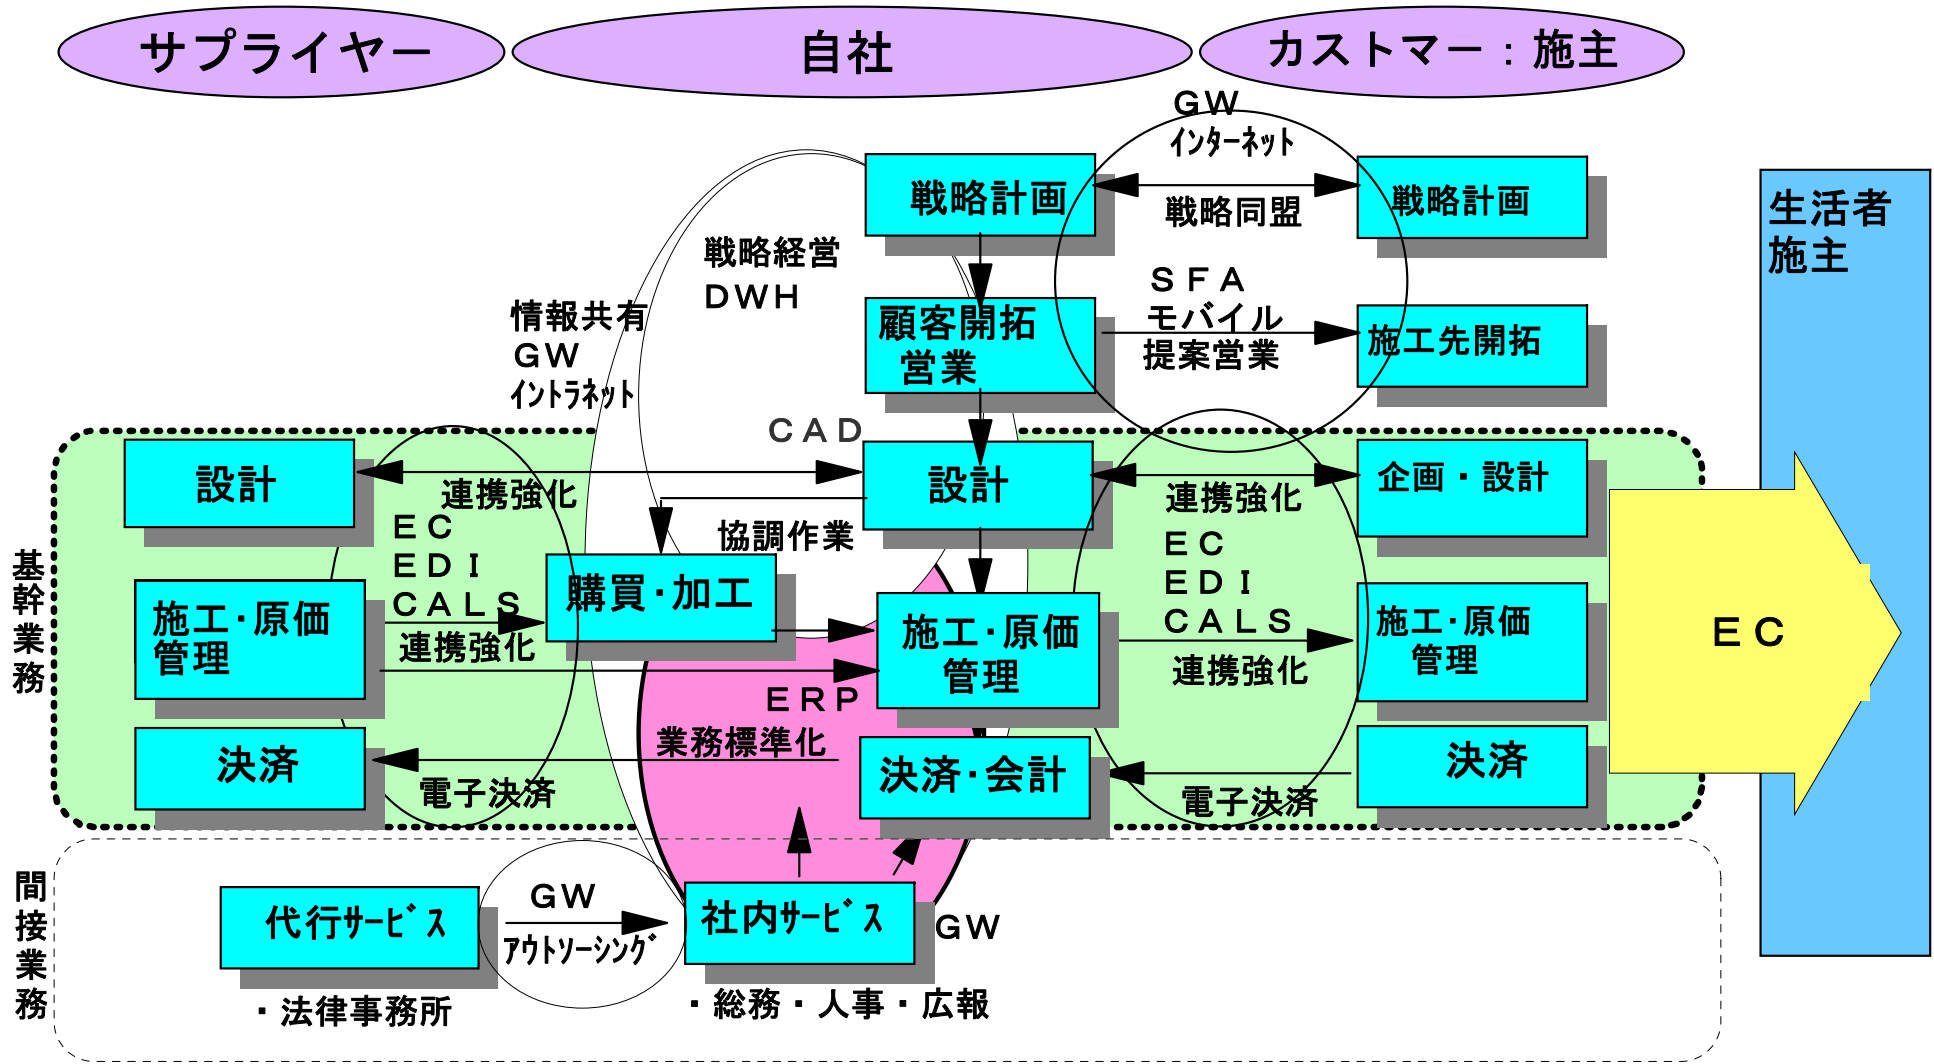 サプライヤー
自社
カストマー：施主
GW
インターネット
戦略計画
戦略同盟
戦略計画
生活者
施主
戦略経営
DWH
情報共有
GW
イントラネット
顧客開拓
営業
SFA
モバイル
提案営業
施工先開拓
CAD
設計
連携強化
設計
連携強化
企画・設計
協調作業
基幹業務
EC
EDI
CALS
連携強化
購買・加工
施工・原価
管理
施工・原価
管理
EC
EDI
CALS
連携強化
施工・原価
管理
EC
ERP
業務標準化
決済
電子決済
決済・会計
電子決済
決済
間接業務
代行サービス
GW
アウトソーシング
社内サービス
GW
・法律事務所
・総務・人事・広報